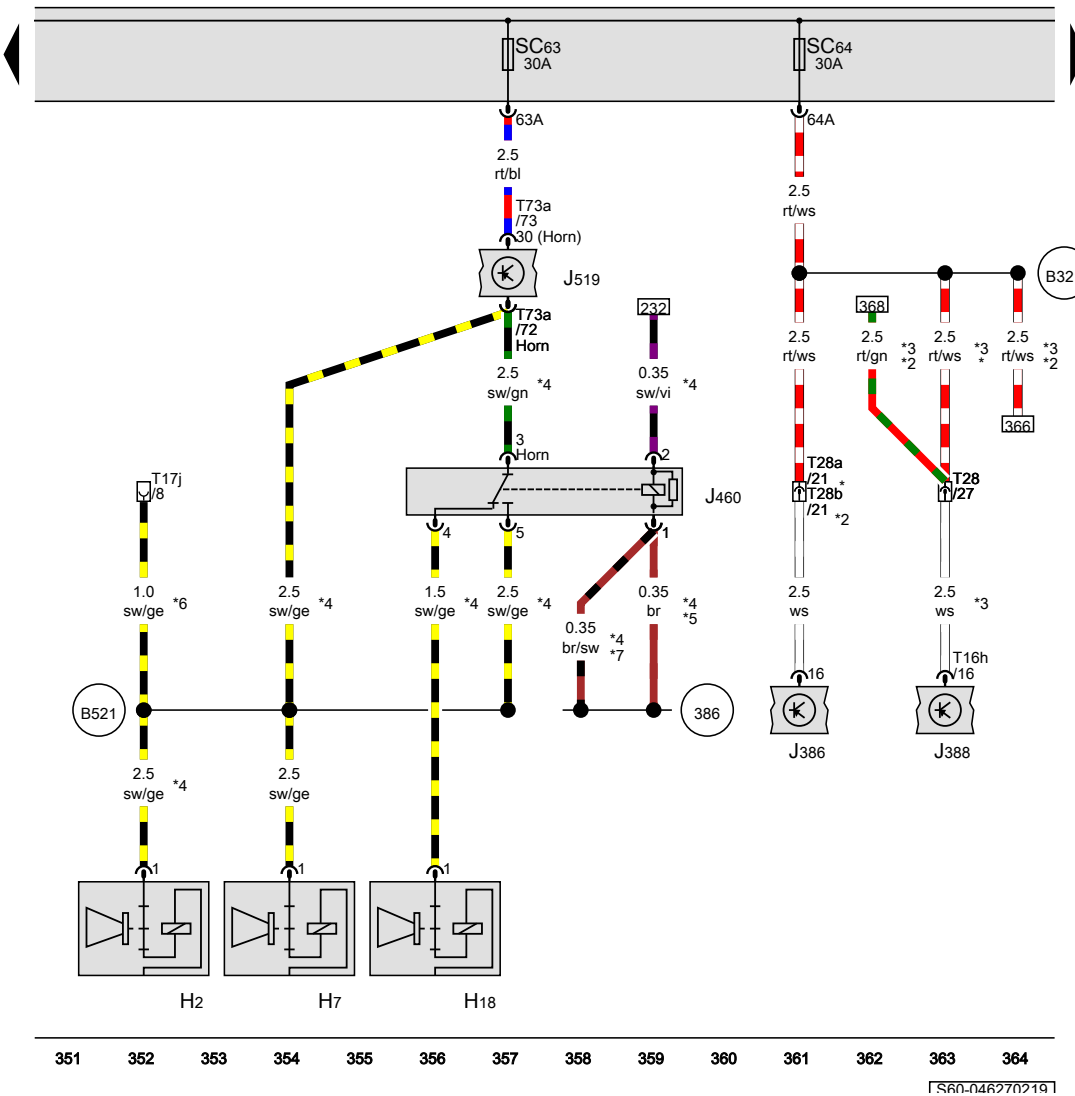 SC63
30A
SC64
30A
63A
64A
2.5
rt/bl
T73a
/73
30 (Horn)
2.5
rt/ws
J519
B32
T73a
/72
Horn
232
368
2.5
sw/gn
*4
0.35
sw/vi
*4
2.5
rt/ws
2.5
rt/gn
*3
*2
2.5
rt/ws
*3
*
2.5
rt/ws
*3
*2
366
3
Horn
2
T17j
/8
J460
T28a
/21
*
T28b
/21
*2
T28
/27
4
5
1
1.0
sw/ge
*6
2.5
sw/ge
*4
1.5
sw/ge
*4
2.5
sw/ge
*4
0.35
br/sw
*4
*7
0.35
br
*4
*5
2.5
ws
2.5
ws
*3
16
T16h
/16
B521
386
J386
J388
2.5
sw/ge
*4
2.5
sw/ge
1
1
1
H2
H7
H18
351 352 353 354 355 356 357 358 359 360 361 362 363 364
S60-046270219